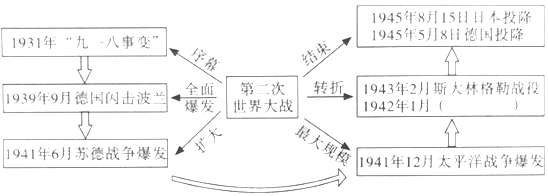 1931年“九一八事变”
1939年9月德国闪击波兰
1941年6月苏德战争爆发
序幕
全面
爆发
扩大
第二次
世界大战
结束
转折
最大规模
1945年8月15日日本投降
1945年5月8日德国投降
1943年2月斯大林格勒战役
1942年1月（ ）
1941年12月太平洋战争爆发